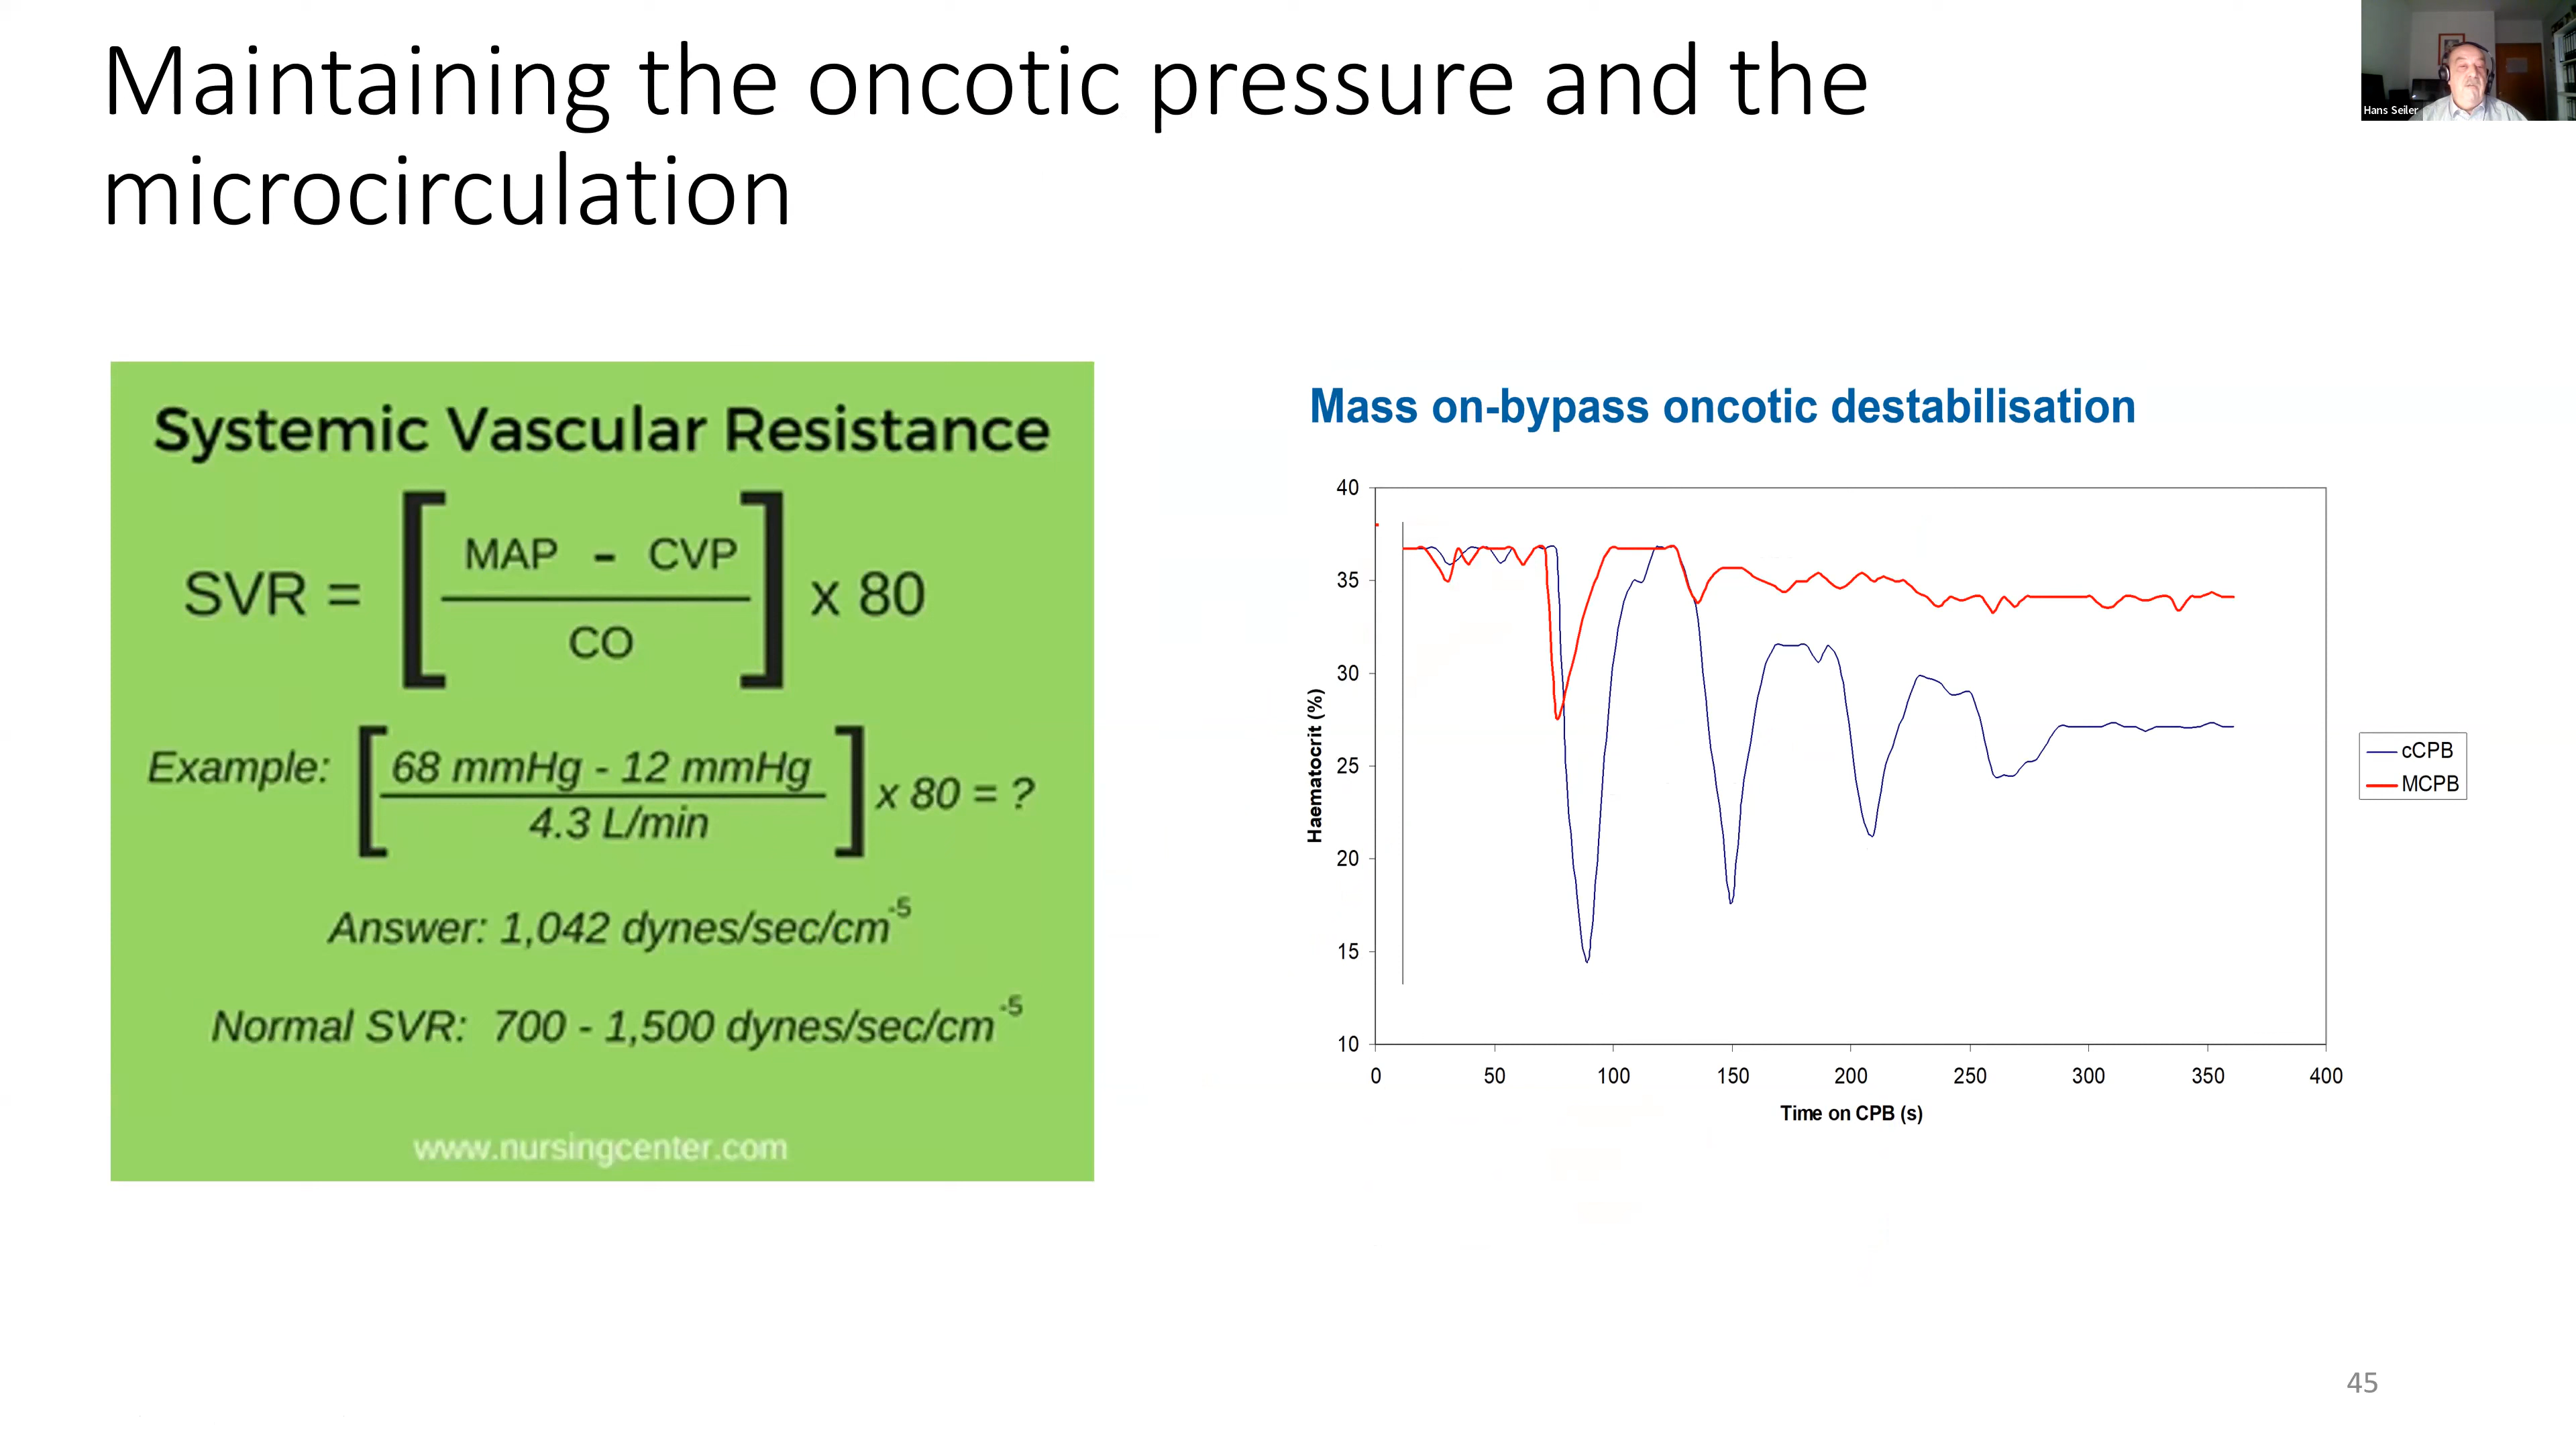 Maintaining the oncotic pressure and the
microcirculation
Hans Seiler
Systemic Vascular Resistance
SVR = [ MAP - CVP
CO ] x 80
Example: [ 68 mmHg - 12 mmHg
4.3 L/min ] x 80 = ?
Answer: 1,042 dynes/sec/cm-5
Normal SVR: 700 - 1,500 dynes/sec/cm-5
www.nursingcenter.com
Mass on-bypass oncotic destabilisation
Haematocrit (%)
40
35
30
25
20
15
10
0 50 100 150 200 250 300 350 400
Time on CPB (s)
cCPB
MCPB
45